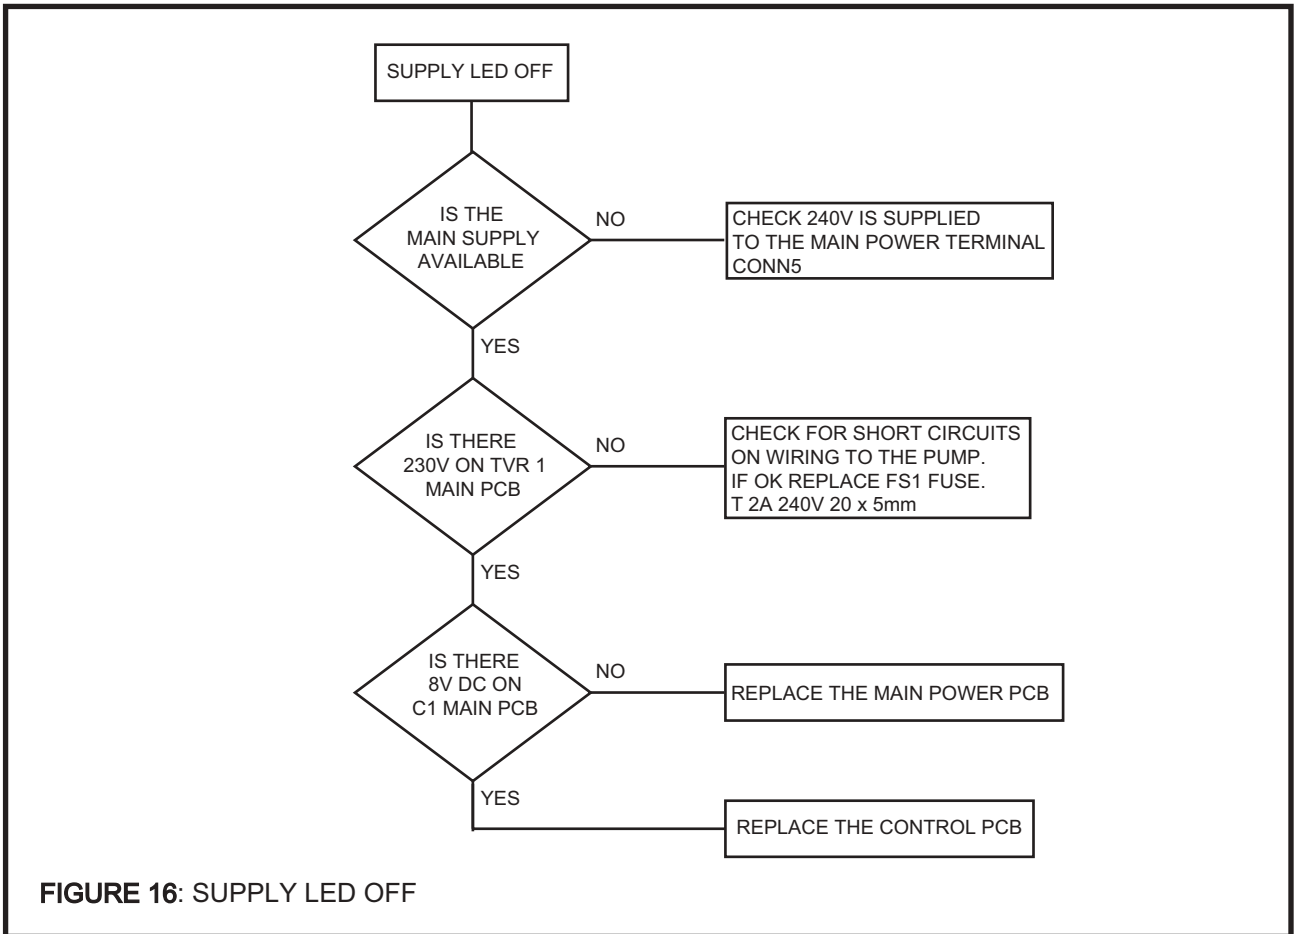 SUPPLY LED OFF
IS THE
MAIN SUPPLY
AVAILABLE
NO
CHECK 240V IS SUPPLIED
TO THE MAIN POWER TERMINAL
CONN5
YES
IS THERE
230V ON TVR 1
MAIN PCB
NO
CHECK FOR SHORT CIRCUITS
ON WIRING TO THE PUMP.
IF OK REPLACE FS1 FUSE.
T 2A 240V 20 x 5mm
YES
IS THERE
8V DC ON
C1 MAIN PCB
NO
REPLACE THE MAIN POWER PCB
YES
REPLACE THE CONTROL PCB
FIGURE 16: SUPPLY LED OFF